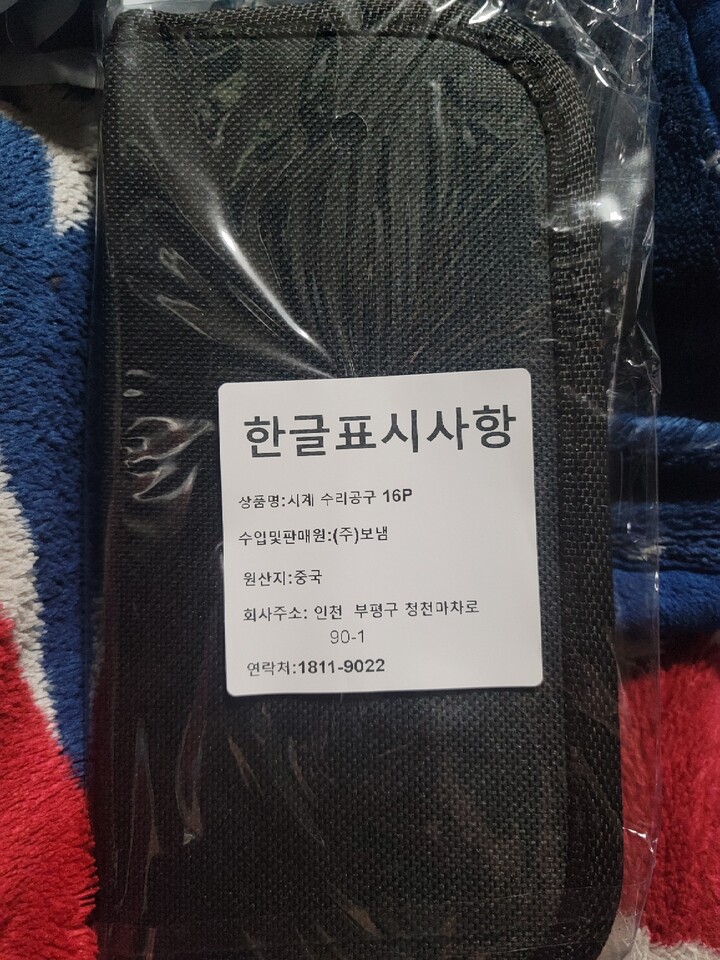 한글표시사항
상품명:시계 수리공구 16P
수입및판매원:(주)보냄
원산지:중국
회사주소: 인천 부평구 청천마차로
90-1
연락처:1811-9022